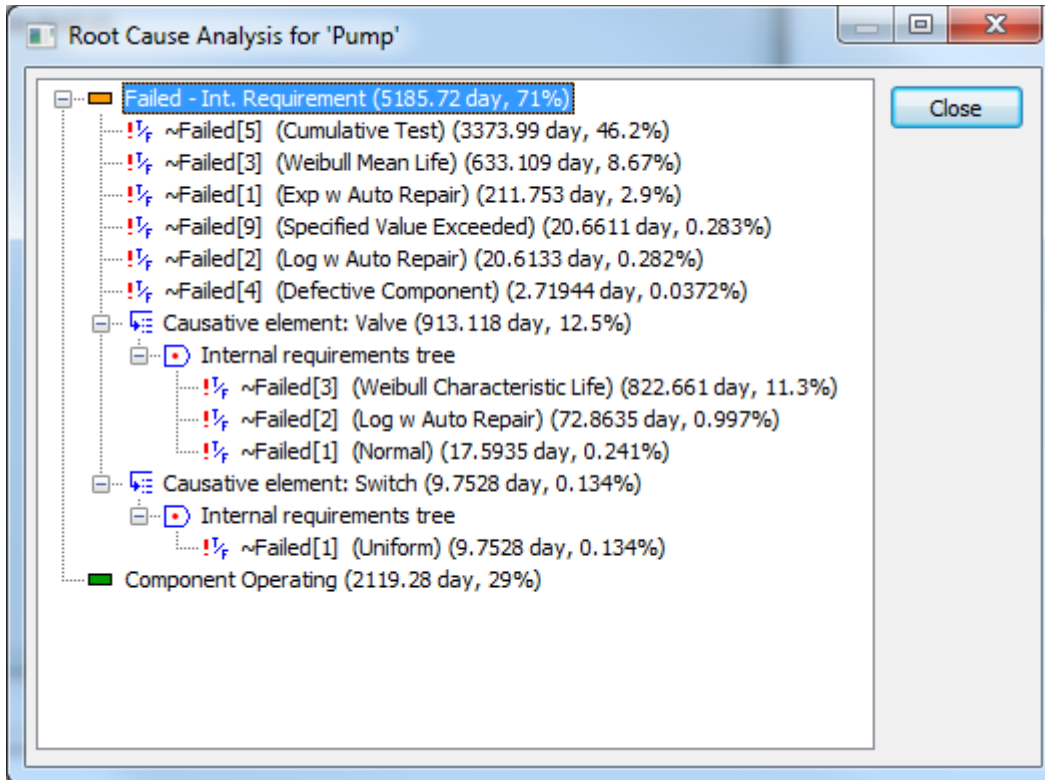 Root Cause Analysis for 'Pump'
Failed - Int. Requirement (5185.72 day, 71%)
Close
!T/F ~Failed[5] (Cumulative Test) (3373.99 day, 46.2%)
!T/F ~Failed[3] (Weibull Mean Life) (633.109 day, 8.67%)
!T/F ~Failed[1] (Exp w Auto Repair) (211.753 day, 2.9%)
!T/F ~Failed[9] (Specified Value Exceeded) (20.6611 day, 0.283%)
!T/F ~Failed[2] (Log w Auto Repair) (20.6133 day, 0.282%)
!T/F ~Failed[4] (Defective Component) (2.71944 day, 0.0372%)
Causative element: Valve (913.118 day, 12.5%)
Internal requirements tree
!T/F ~Failed[3] (Weibull Characteristic Life) (822.661 day, 11.3%)
!T/F ~Failed[2] (Log w Auto Repair) (72.8635 day, 0.997%)
!T/F ~Failed[1] (Normal) (17.5935 day, 0.241%)
Causative element: Switch (9.7528 day, 0.134%)
Internal requirements tree
!T/F ~Failed[1] (Uniform) (9.7528 day, 0.134%)
Component Operating (2119.28 day, 29%)